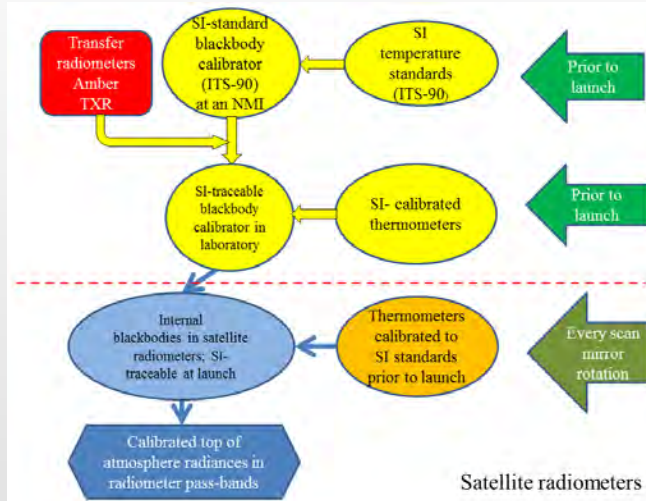 Transfer
radiometers
Amber
TXR
SI-standard
blackbody
calibrator
(ITS-90)
at an NMI
SI
temperature
standards
(ITS-90)
Prior to
launch
SI-traceable
blackbody
calibrator in
laboratory
SI- calibrated
thermometers
Prior to
launch
Internal
blackbodies in satellite
radiometers; SI-
traceable at launch
Thermometers
calibrated to
SI standards
prior to launch
Every scan
mirror
rotation
Calibrated top of
atmosphere radiances in
radiometer pass-bands
Satellite radiometers